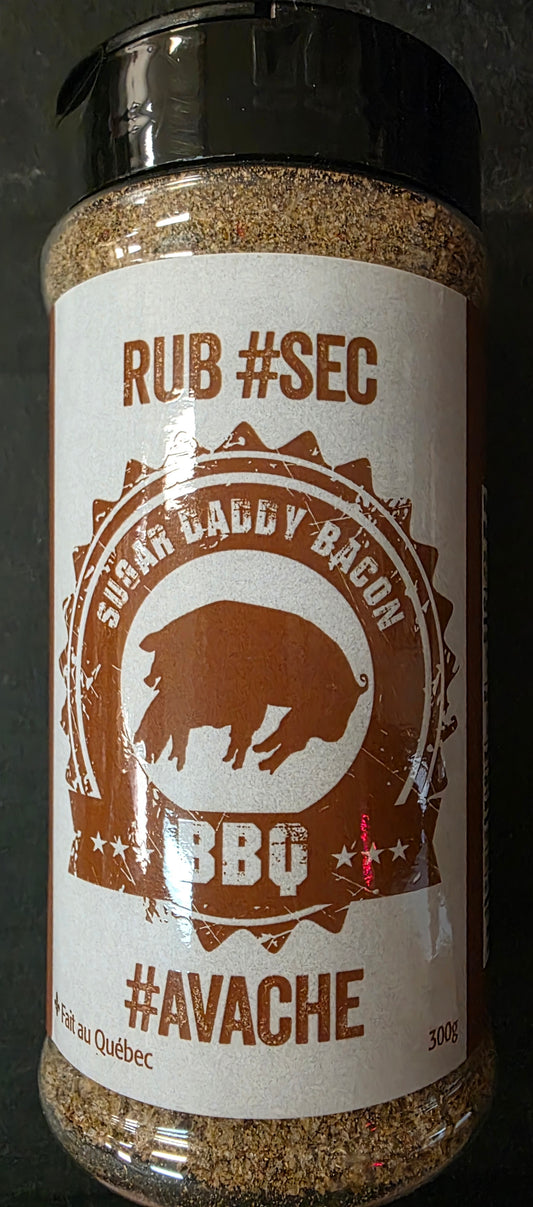 RUB #SEC
SUGAR DADDY BACON
BBQ
#AVACHE
Fait au Québec
300g